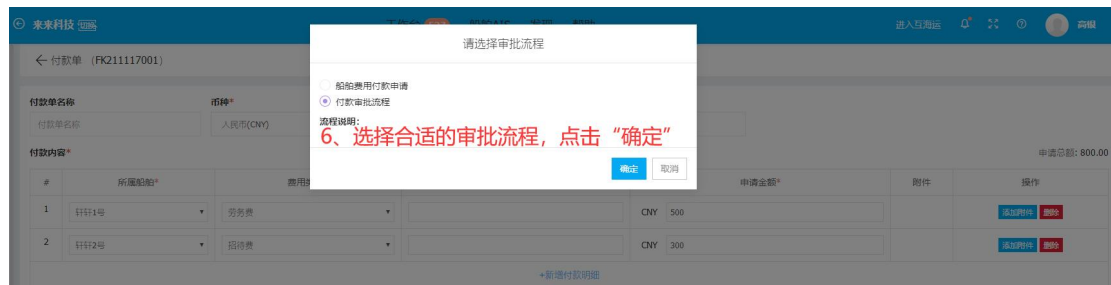 来来科技
进入互海运
请选择审批流程
← 付款单 (FK211117001)
船舶费用付款申请
付款审批流程
流程说明:
6、选择合适的审批流程，点击“确定”
确定 取消
付款单名称 币种*
付款单名称 人民币(CNY)
付款内容* 申请总额: 800.00
# 所属船舶* 申请金额* 附件 操作
1 轩轩1号 劳务费 CNY 500 添加附件 删除
2 轩轩2号 招待费 CNY 300 添加附件 删除
+新增付款明细